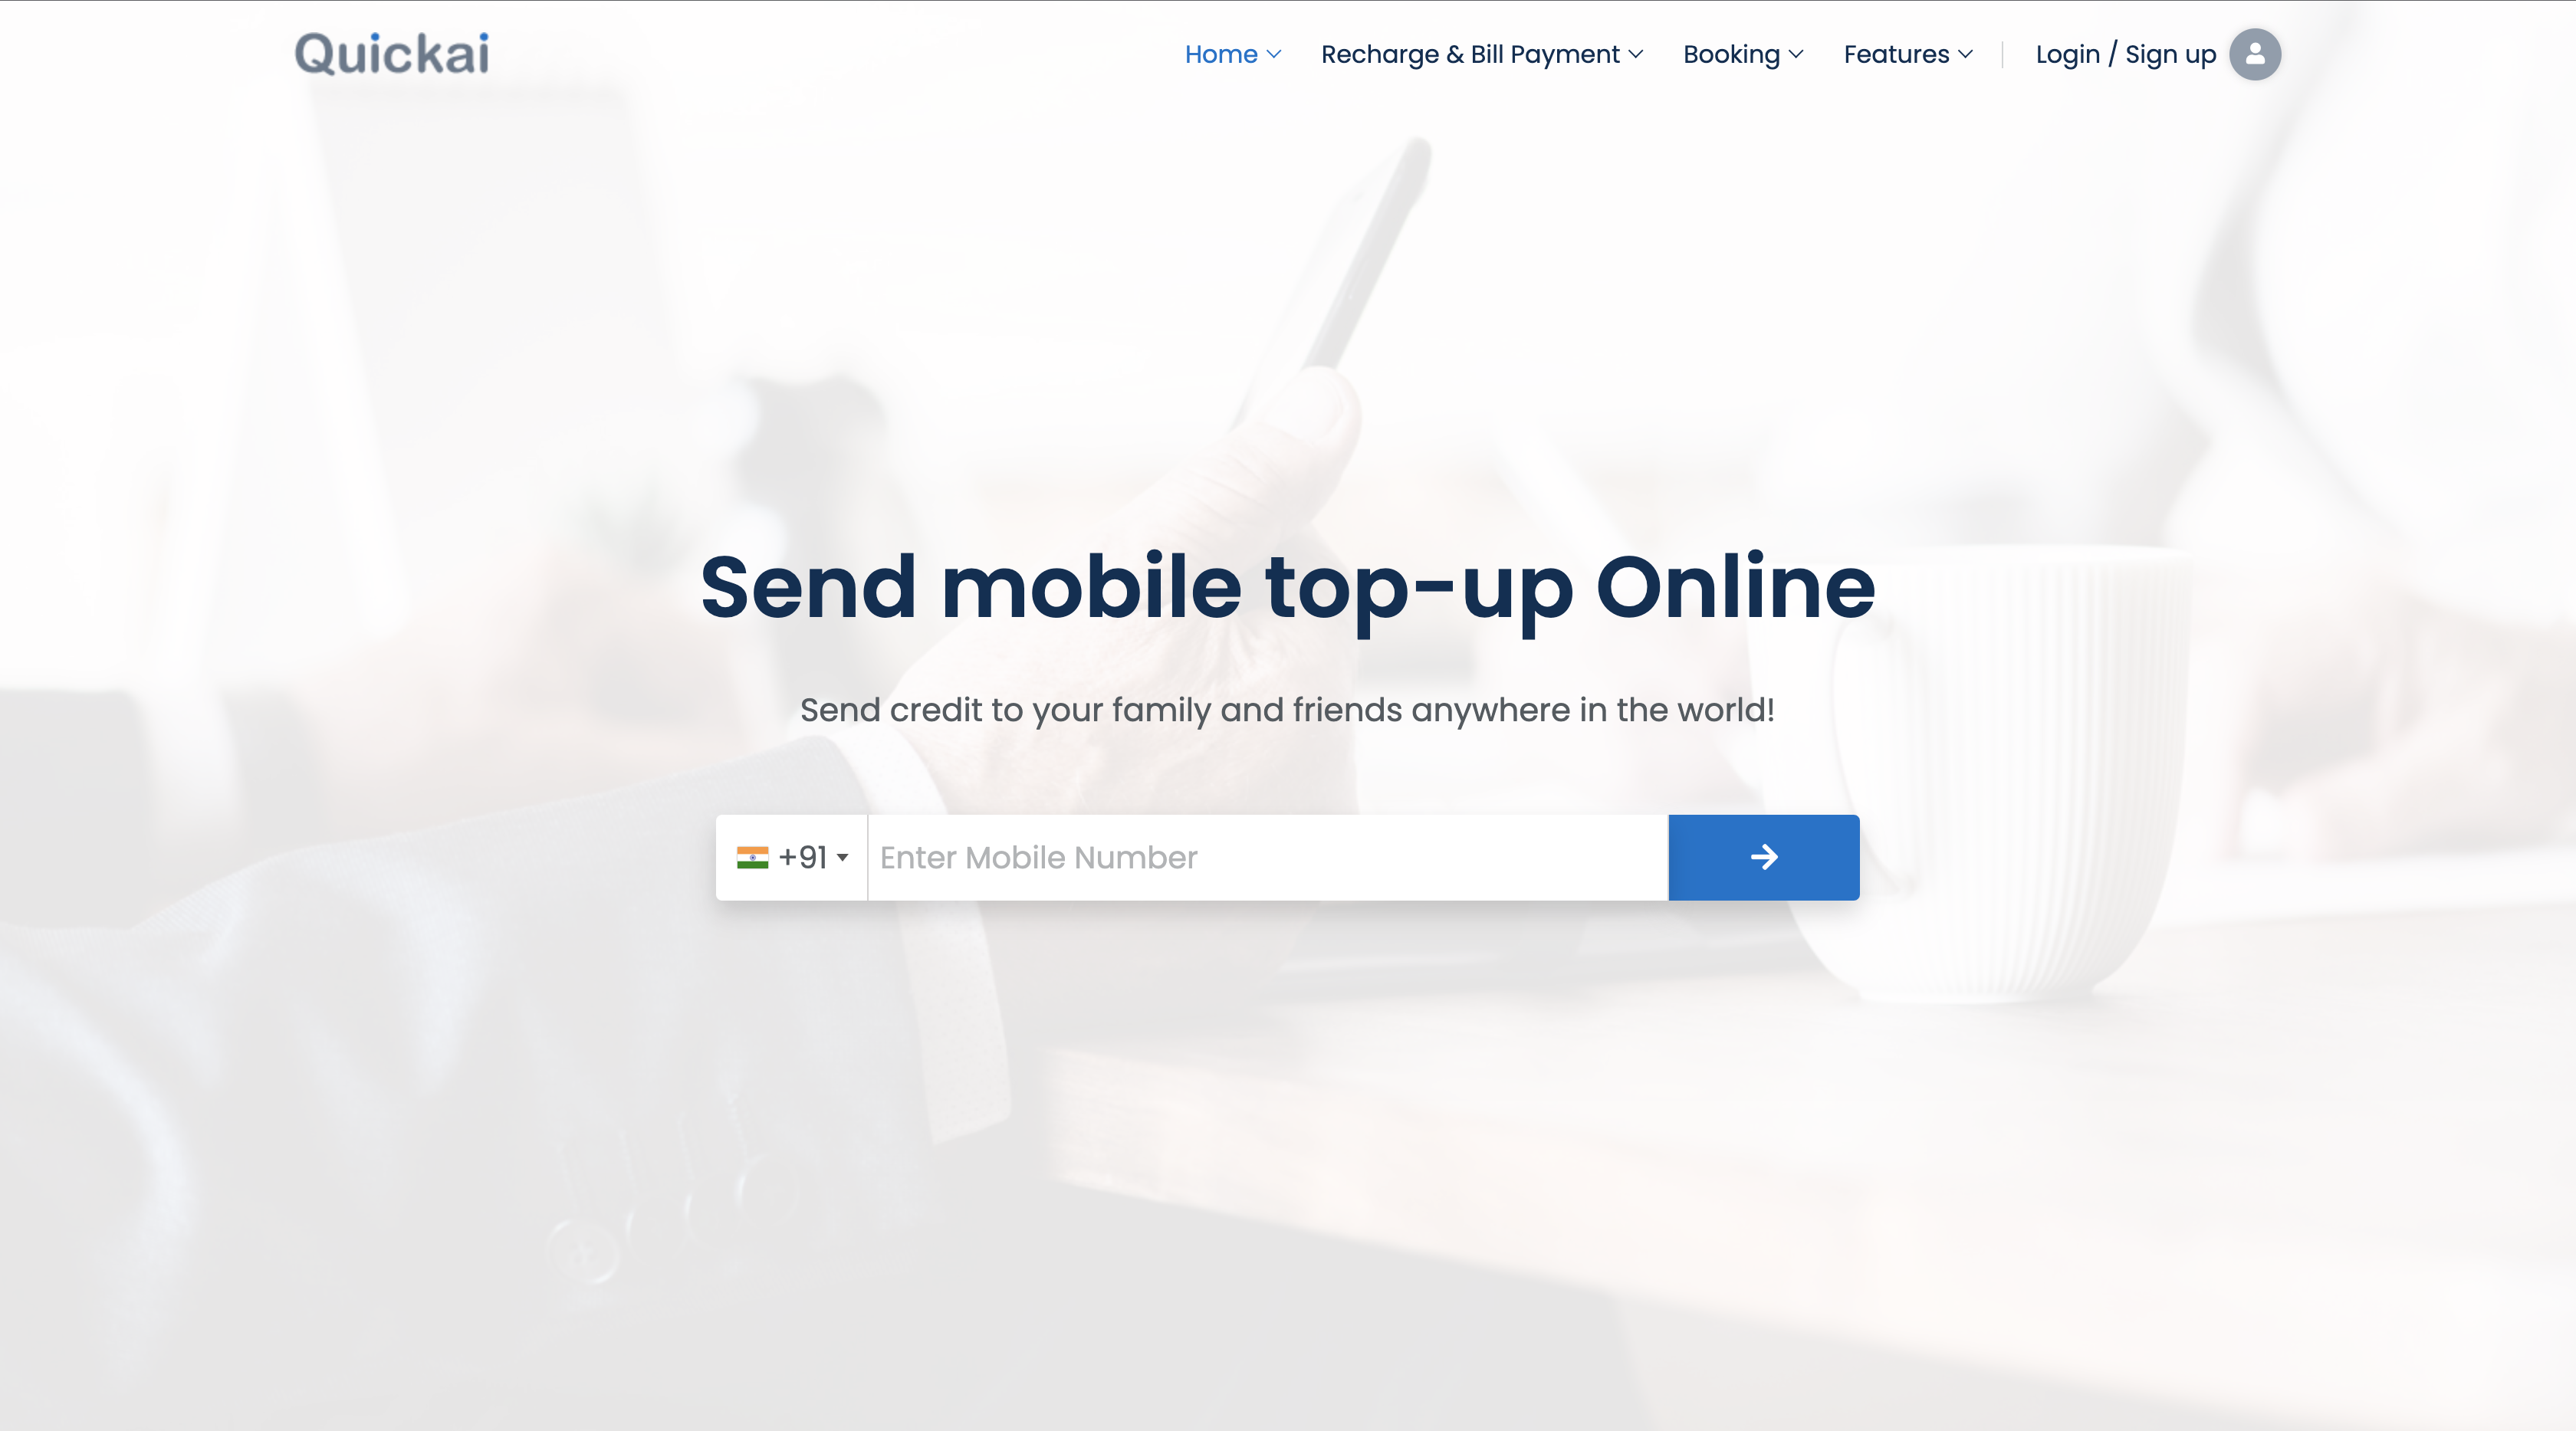 Quickai
Home Recharge & Bill Payment Booking Features Login / Sign up
Send mobile top-up Online
Send credit to your family and friends anywhere in the world!
+91 Enter Mobile Number